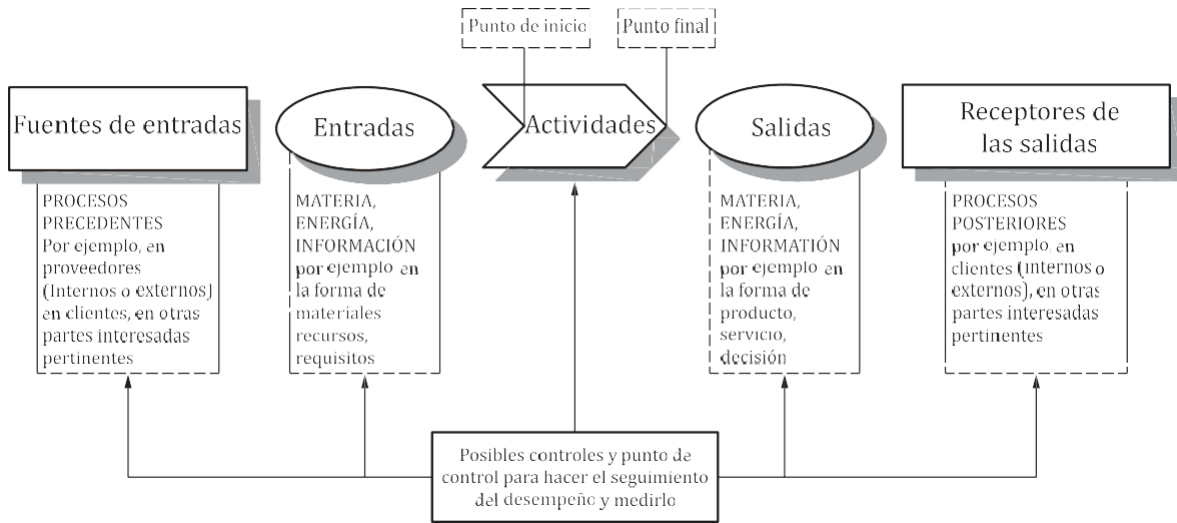 Punto de inicio
Punto final
Fuentes de entradas
Entradas
Actividades
Salidas
Receptores de
las salidas
PROCESOS
PRECEDENTES
Por ejemplo, en
proveedores
(Internos o externos)
en clientes, en otras
partes interesadas
pertinentes
MATERIA,
ENERGÍA,
INFORMACIÓN
por ejemplo en
la forma de
materiales
recursos,
requisitos
MATERIA,
ENERGÍA,
INFORMATIÓN
por ejemplo en
la forma de
producto,
servicio,
decisión
PROCESOS
POSTERIORES
por ejemplo, en
clientes (internos o
externos), en otras
partes interesadas
pertinentes
Posibles controles y punto de
control para hacer el seguimiento
del desempeño y medirlo